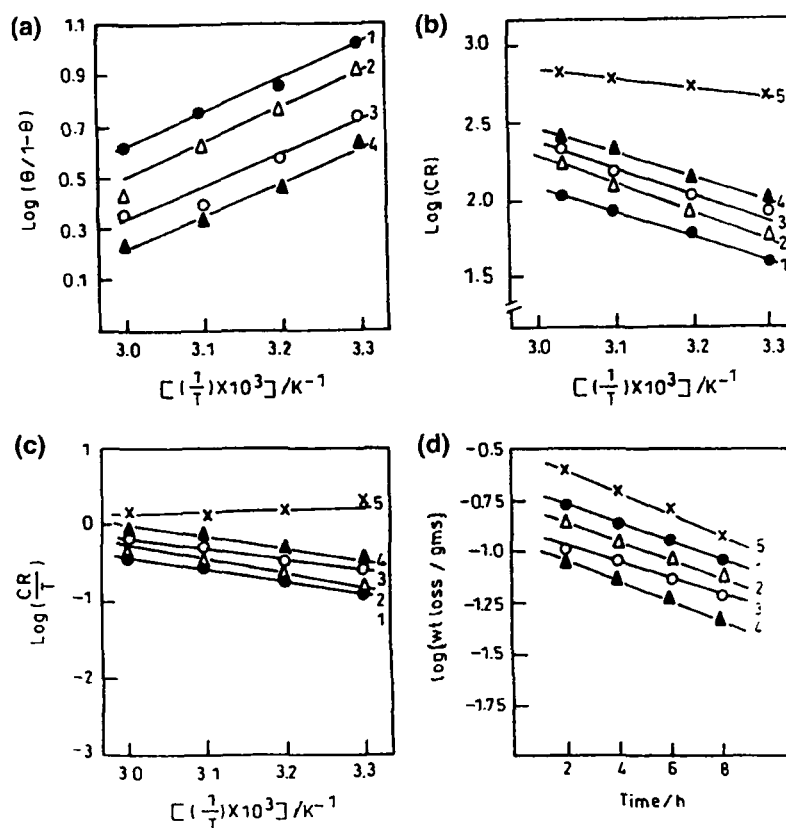 (a)
1.1
0.9
0.7
0.5
0.3
0.1
Log (θ/1-θ)
1
2
3
4
3.0 3.1 3.2 3.3
[(1/T)X10³]/K⁻¹
(b)
3.0
2.5
2.0
1.5
Log (CR)
5
4
3
2
1
3.0 3.1 3.2 3.3
[(1/T)X10³]/K⁻¹
(c)
1
0
-1
-2
-3
Log (CR/T)
5
4
3
2
1
3.0 3.1 3.2 3.3
[(1/T)X10³]/K⁻¹
(d)
-0.5
-0.75
-1.0
-1.25
-1.5
-1.75
log(wt loss / gms)
5
1
2
3
4
2 4 6 8
Time/h